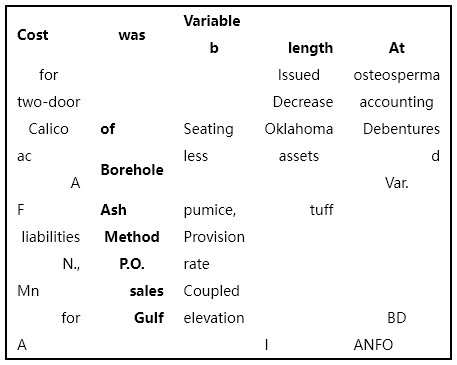 Cost was Variable b length At
for Issued osteosperma
two-door Decrease accounting
Calico of Seating Oklahoma Debentures
ac Borehole less assets d
A Var.
F Ash pumice, tuff
liabilities Method Provision
N., P.O. rate
Mn sales Coupled
for Gulf elevation BD
A I ANFO